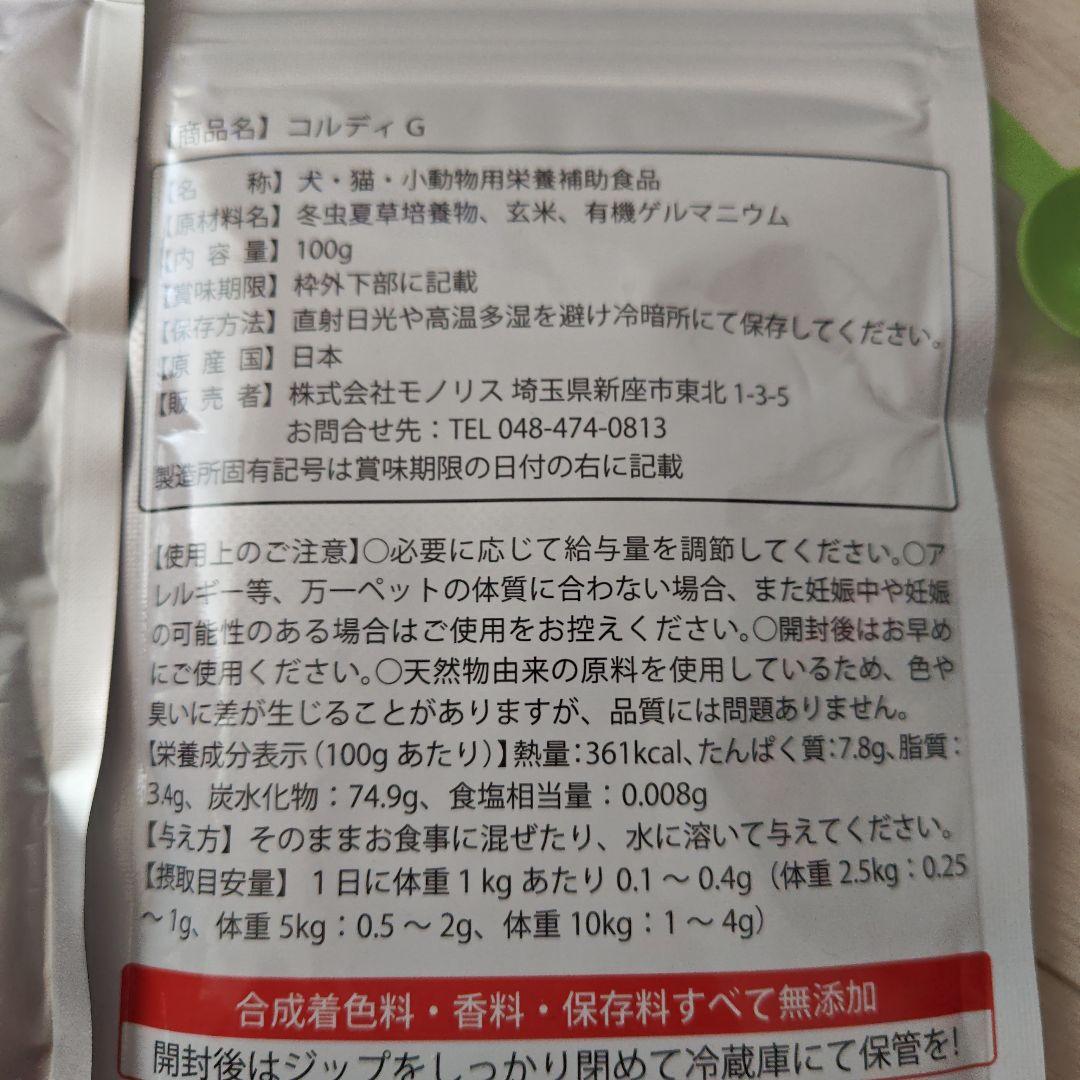 【商品名】コルディG
【名 称】犬・猫・小動物用栄養補助食品
【原材料名】冬虫夏草培養物、玄米、有機ゲルマニウム
【内 容 量】100g
【賞味期限】枠外下部に記載
【保存方法】直射日光や高温多湿を避け冷暗所にて保存してください。
【原 産 国】日本
【販 売 者】株式会社モノリス 埼玉県新座市東北1-3-5
お問合せ先：TEL 048-474-0813
製造所固有記号は賞味期限の日付の右に記載
【使用上のご注意】○必要に応じて給与量を調節してください。○ア
レルギー等、万一ペットの体質に合わない場合、また妊娠中や妊娠
の可能性のある場合はご使用をお控えください。○開封後はお早め
にご使用ください。○天然物由来の原料を使用しているため、色や
臭いに差が生じることがありますが、品質には問題ありません。
【栄養成分表示（100gあたり）】熱量：361kcal、たんぱく質：7.8g、脂質：
3.4g、炭水化物：74.9g、食塩相当量：0.008g
【与え方】そのままお食事に混ぜたり、水に溶いて与えてください。
【摂取目安量】1日に体重1kgあたり0.1～0.4g（体重2.5kg：0.25
～1g、体重5kg：0.5～2g、体重10kg：1～4g）
合成着色料・香料・保存料すべて無添加
開封後はジップをしっかり閉めて冷蔵庫にて保管を!